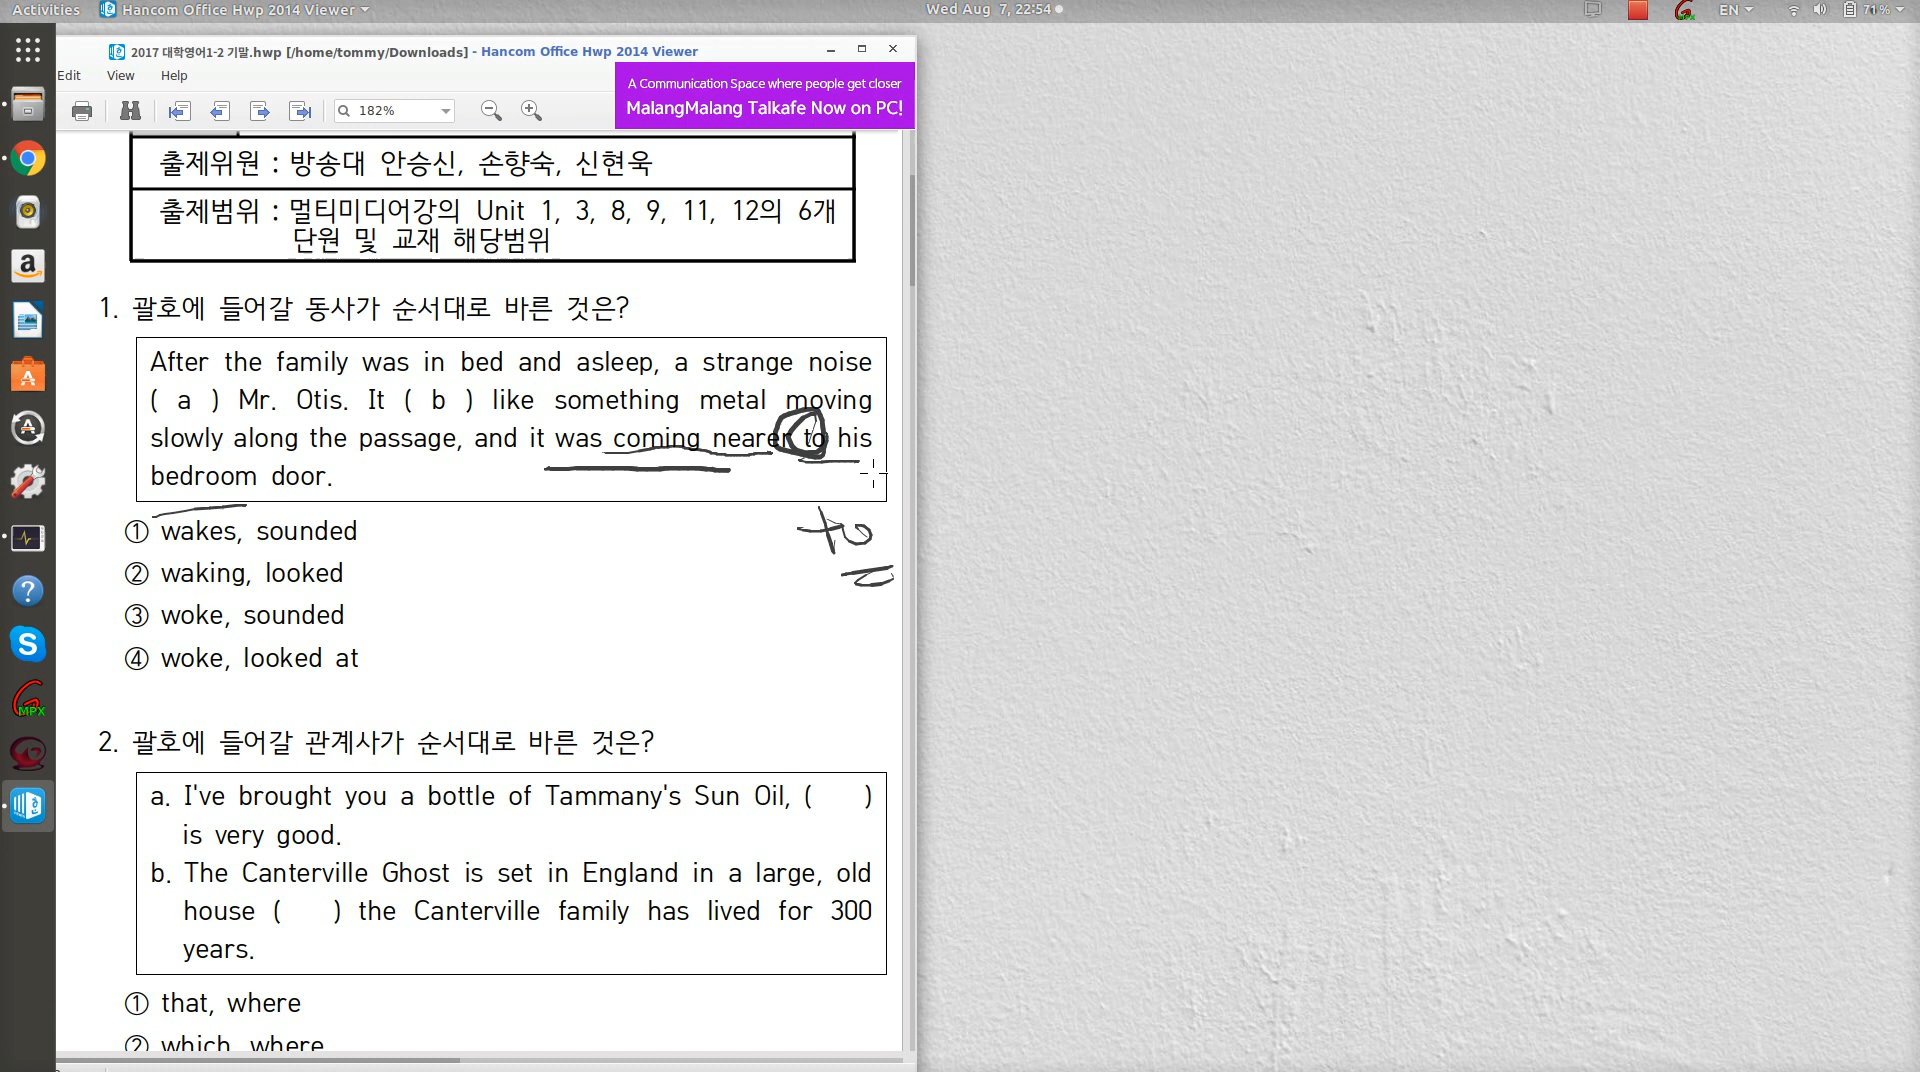 Activities
Hancom Office Hwp 2014 Viewer
Wed Aug 7, 22:54
EN
71%
2017 대학영어1-2 기말.hwp [/home/tommy/Downloads] - Hancom Office Hwp 2014 Viewer
Edit View Help
A Communication Space where people get closer
MalangMalang Talkafe Now on PC!
182%
출제위원 : 방송대 안승신, 손향숙, 신현욱
출제범위 : 멀티미디어강의 Unit 1, 3, 8, 9, 11, 12의 6개
단원 및 교재 해당범위
1. 괄호에 들어갈 동사가 순서대로 바른 것은?
After the family was in bed and asleep, a strange noise
( a ) Mr. Otis. It ( b ) like something metal moving
slowly along the passage, and it was coming nearer to his
bedroom door.
to
① wakes, sounded
② waking, looked
③ woke, sounded
④ woke, looked at
2. 괄호에 들어갈 관계사가 순서대로 바른 것은?
a. I've brought you a bottle of Tammany's Sun Oil, ( )
is very good.
b. The Canterville Ghost is set in England in a large, old
house ( ) the Canterville family has lived for 300
years.
① that, where
② which, where